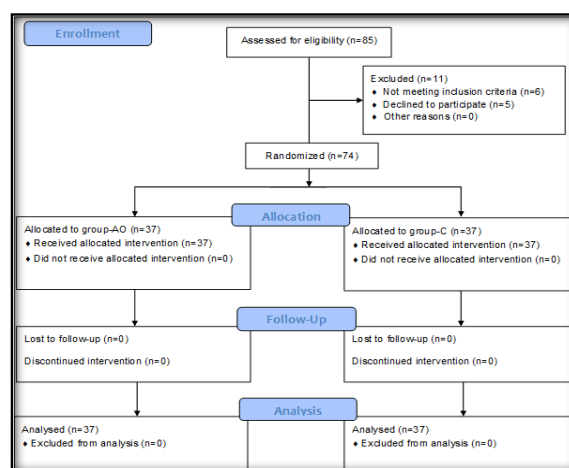 Enrollment
Assessed for eligibility (n=85)
Excluded (n=11)
♦ Not meeting inclusion criteria (n=6)
♦ Declined to participate (n=5)
♦ Other reasons (n=0)
Randomized (n=74)
Allocation
Allocated to group-AO (n=37)
♦ Received allocated intervention (n=37)
♦ Did not receive allocated intervention (n=0)
Allocated to group-C (n=37)
♦ Received allocated intervention (n=37)
♦ Did not receive allocated intervention (n=0)
Follow-Up
Lost to follow-up (n=0)
Discontinued intervention (n=0)
Lost to follow-up (n=0)
Discontinued intervention (n=0)
Analysis
Analysed (n=37)
♦ Excluded from analysis (n=0)
Analysed (n=37)
♦ Excluded from analysis (n=0)